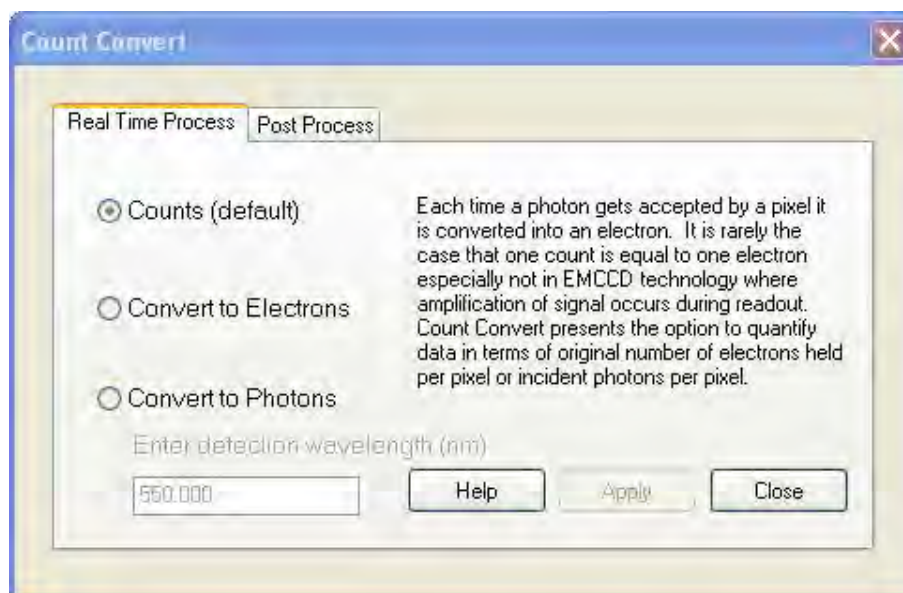 Count Convert
Real Time Process
Post Process
Counts (default)
Convert to Electrons
Convert to Photons
Enter detection wavelength (nm)
550.000
Each time a photon gets accepted by a pixel it
is converted into an electron. It is rarely the
case that one count is equal to one electron
especially not in EMCCD technology where
amplification of signal occurs during readout.
Count Convert presents the option to quantify
data in terms of original number of electrons held
per pixel or incident photons per pixel.
Help
Apply
Close